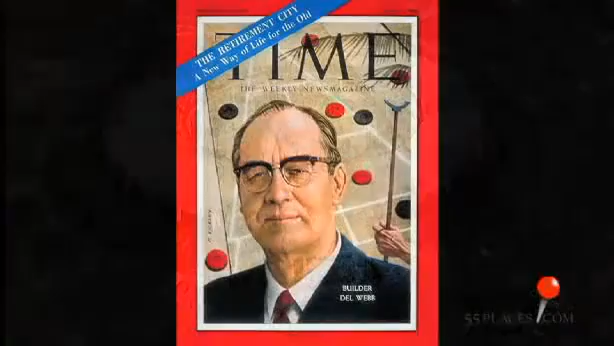 THE RETIREMENT CITY
A New Way of Life for the Old
TIME
THE WEEKLY NEWSMAGAZINE
BUILDER
DEL WEBB
55PLACES.COM